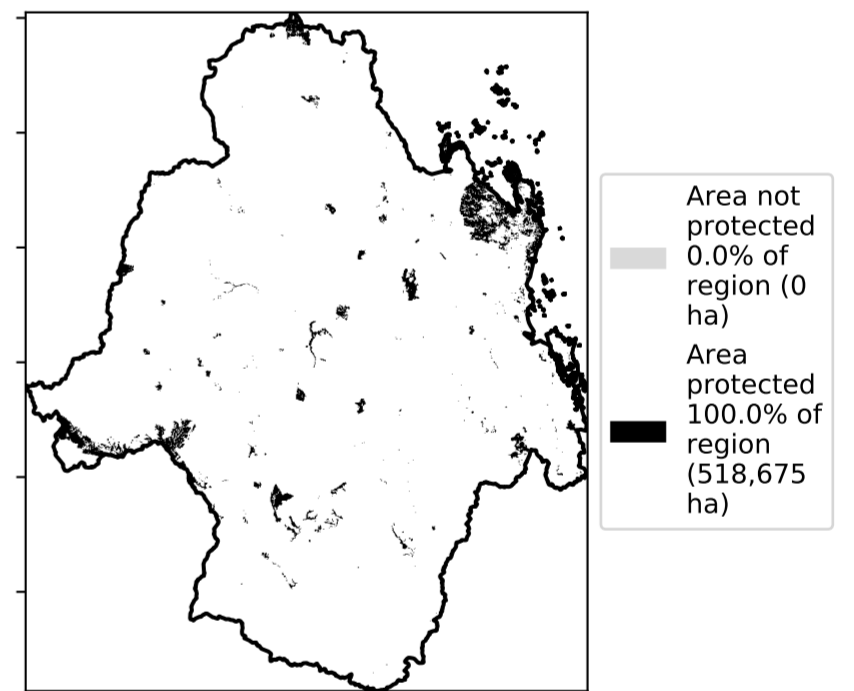 Area not
protected
0.0% of
region (0
ha)
Area
protected
100.0% of
region
(518,675
ha)